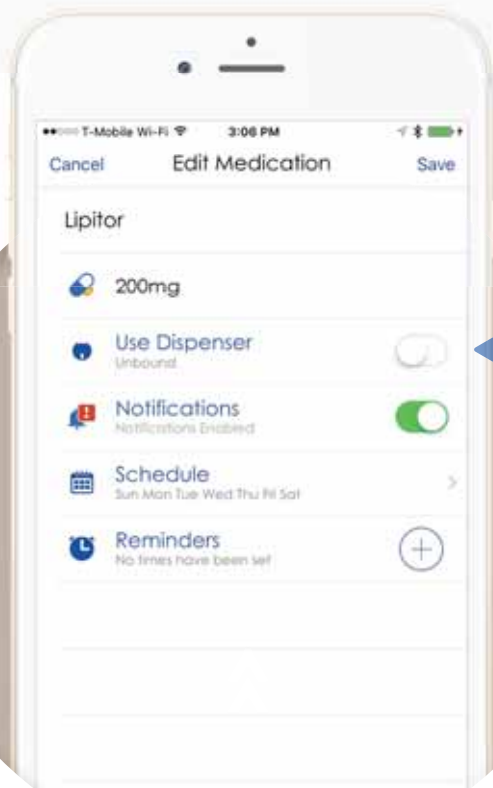 T-Mobile Wi-Fi 3:06 PM
Cancel Edit Medication Save
Lipitor
200mg
Use Dispenser
Unbound
Notifications
Notifications Enabled
Schedule
Sun Mon Tue Wed Thu Fri Sat
Reminders
No times have been set